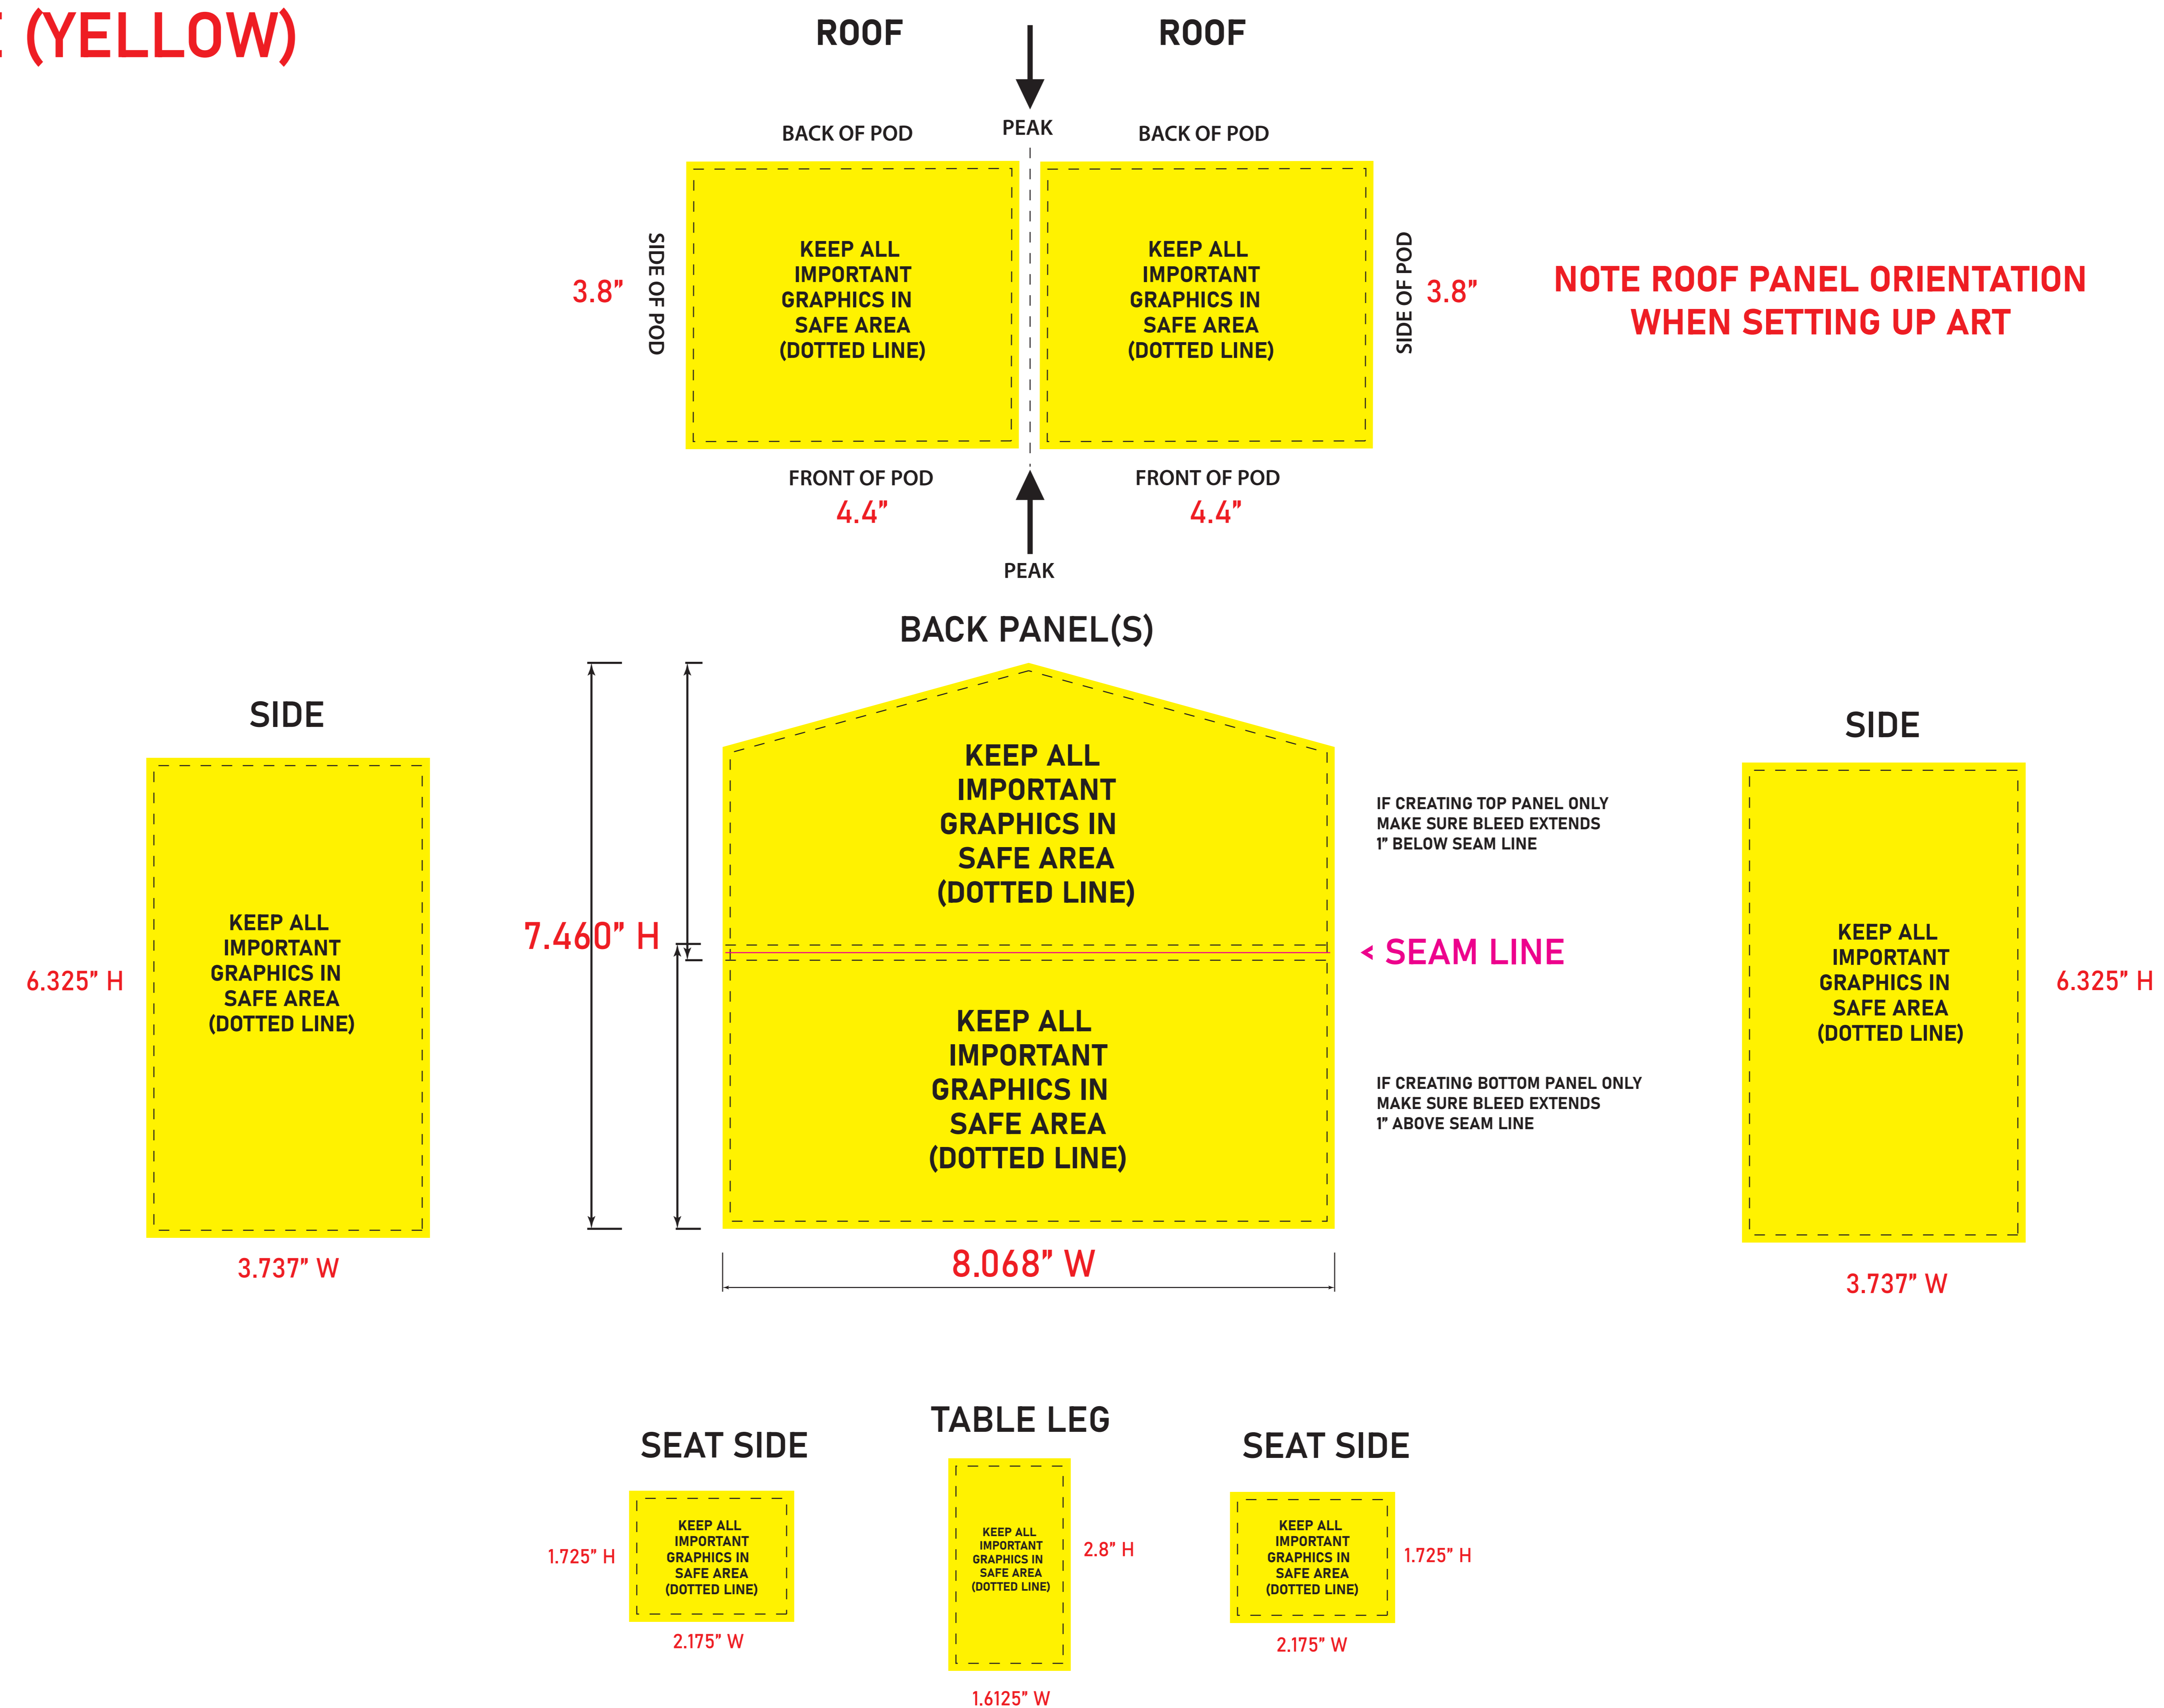 (YELLOW)
ROOF
ROOF
BACK OF POD
PEAK
BACK OF POD
SIDE OF POD
3.8”
KEEP ALL
IMPORTANT
GRAPHICS IN
SAFE AREA
(DOTTED LINE)
KEEP ALL
IMPORTANT
GRAPHICS IN
SAFE AREA
(DOTTED LINE)
SIDE OF POD
3.8”
NOTE ROOF PANEL ORIENTATION
WHEN SETTING UP ART
FRONT OF POD
4.4”
FRONT OF POD
4.4”
PEAK
BACK PANEL(S)
SIDE
KEEP ALL
IMPORTANT
GRAPHICS IN
SAFE AREA
(DOTTED LINE)
6.325” H
3.737” W
7.460” H
KEEP ALL
IMPORTANT
GRAPHICS IN
SAFE AREA
(DOTTED LINE)
IF CREATING TOP PANEL ONLY
MAKE SURE BLEED EXTENDS
1” BELOW SEAM LINE
< SEAM LINE
KEEP ALL
IMPORTANT
GRAPHICS IN
SAFE AREA
(DOTTED LINE)
IF CREATING BOTTOM PANEL ONLY
MAKE SURE BLEED EXTENDS
1” ABOVE SEAM LINE
8.068” W
SIDE
KEEP ALL
IMPORTANT
GRAPHICS IN
SAFE AREA
(DOTTED LINE)
6.325” H
3.737” W
SEAT SIDE
1.725” H
KEEP ALL
IMPORTANT
GRAPHICS IN
SAFE AREA
(DOTTED LINE)
2.175” W
TABLE LEG
KEEP ALL
IMPORTANT
GRAPHICS IN
SAFE AREA
(DOTTED LINE)
2.8” H
1.6125” W
SEAT SIDE
KEEP ALL
IMPORTANT
GRAPHICS IN
SAFE AREA
(DOTTED LINE)
1.725” H
2.175” W